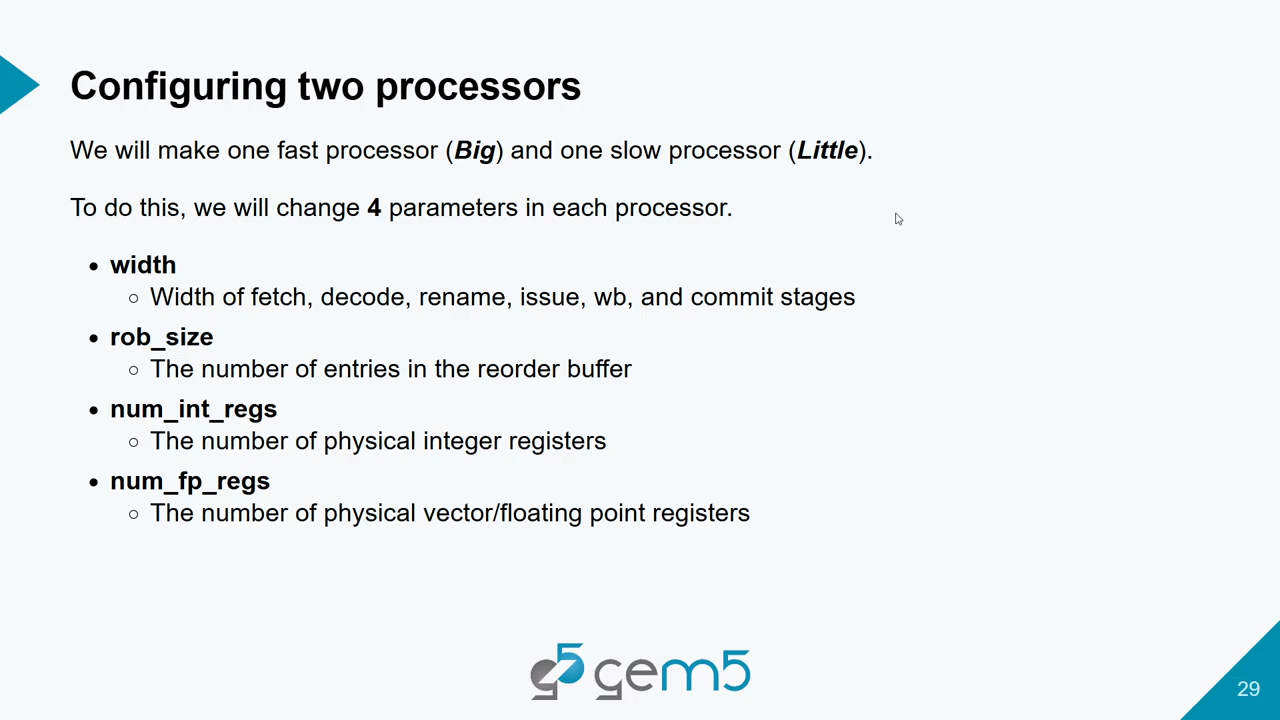 Configuring two processors
We will make one fast processor (Big) and one slow processor (Little).
To do this, we will change 4 parameters in each processor.
• width
○ Width of fetch, decode, rename, issue, wb, and commit stages
• rob_size
○ The number of entries in the reorder buffer
• num_int_regs
○ The number of physical integer registers
• num_fp_regs
○ The number of physical vector/floating point registers
g5 gem5
29